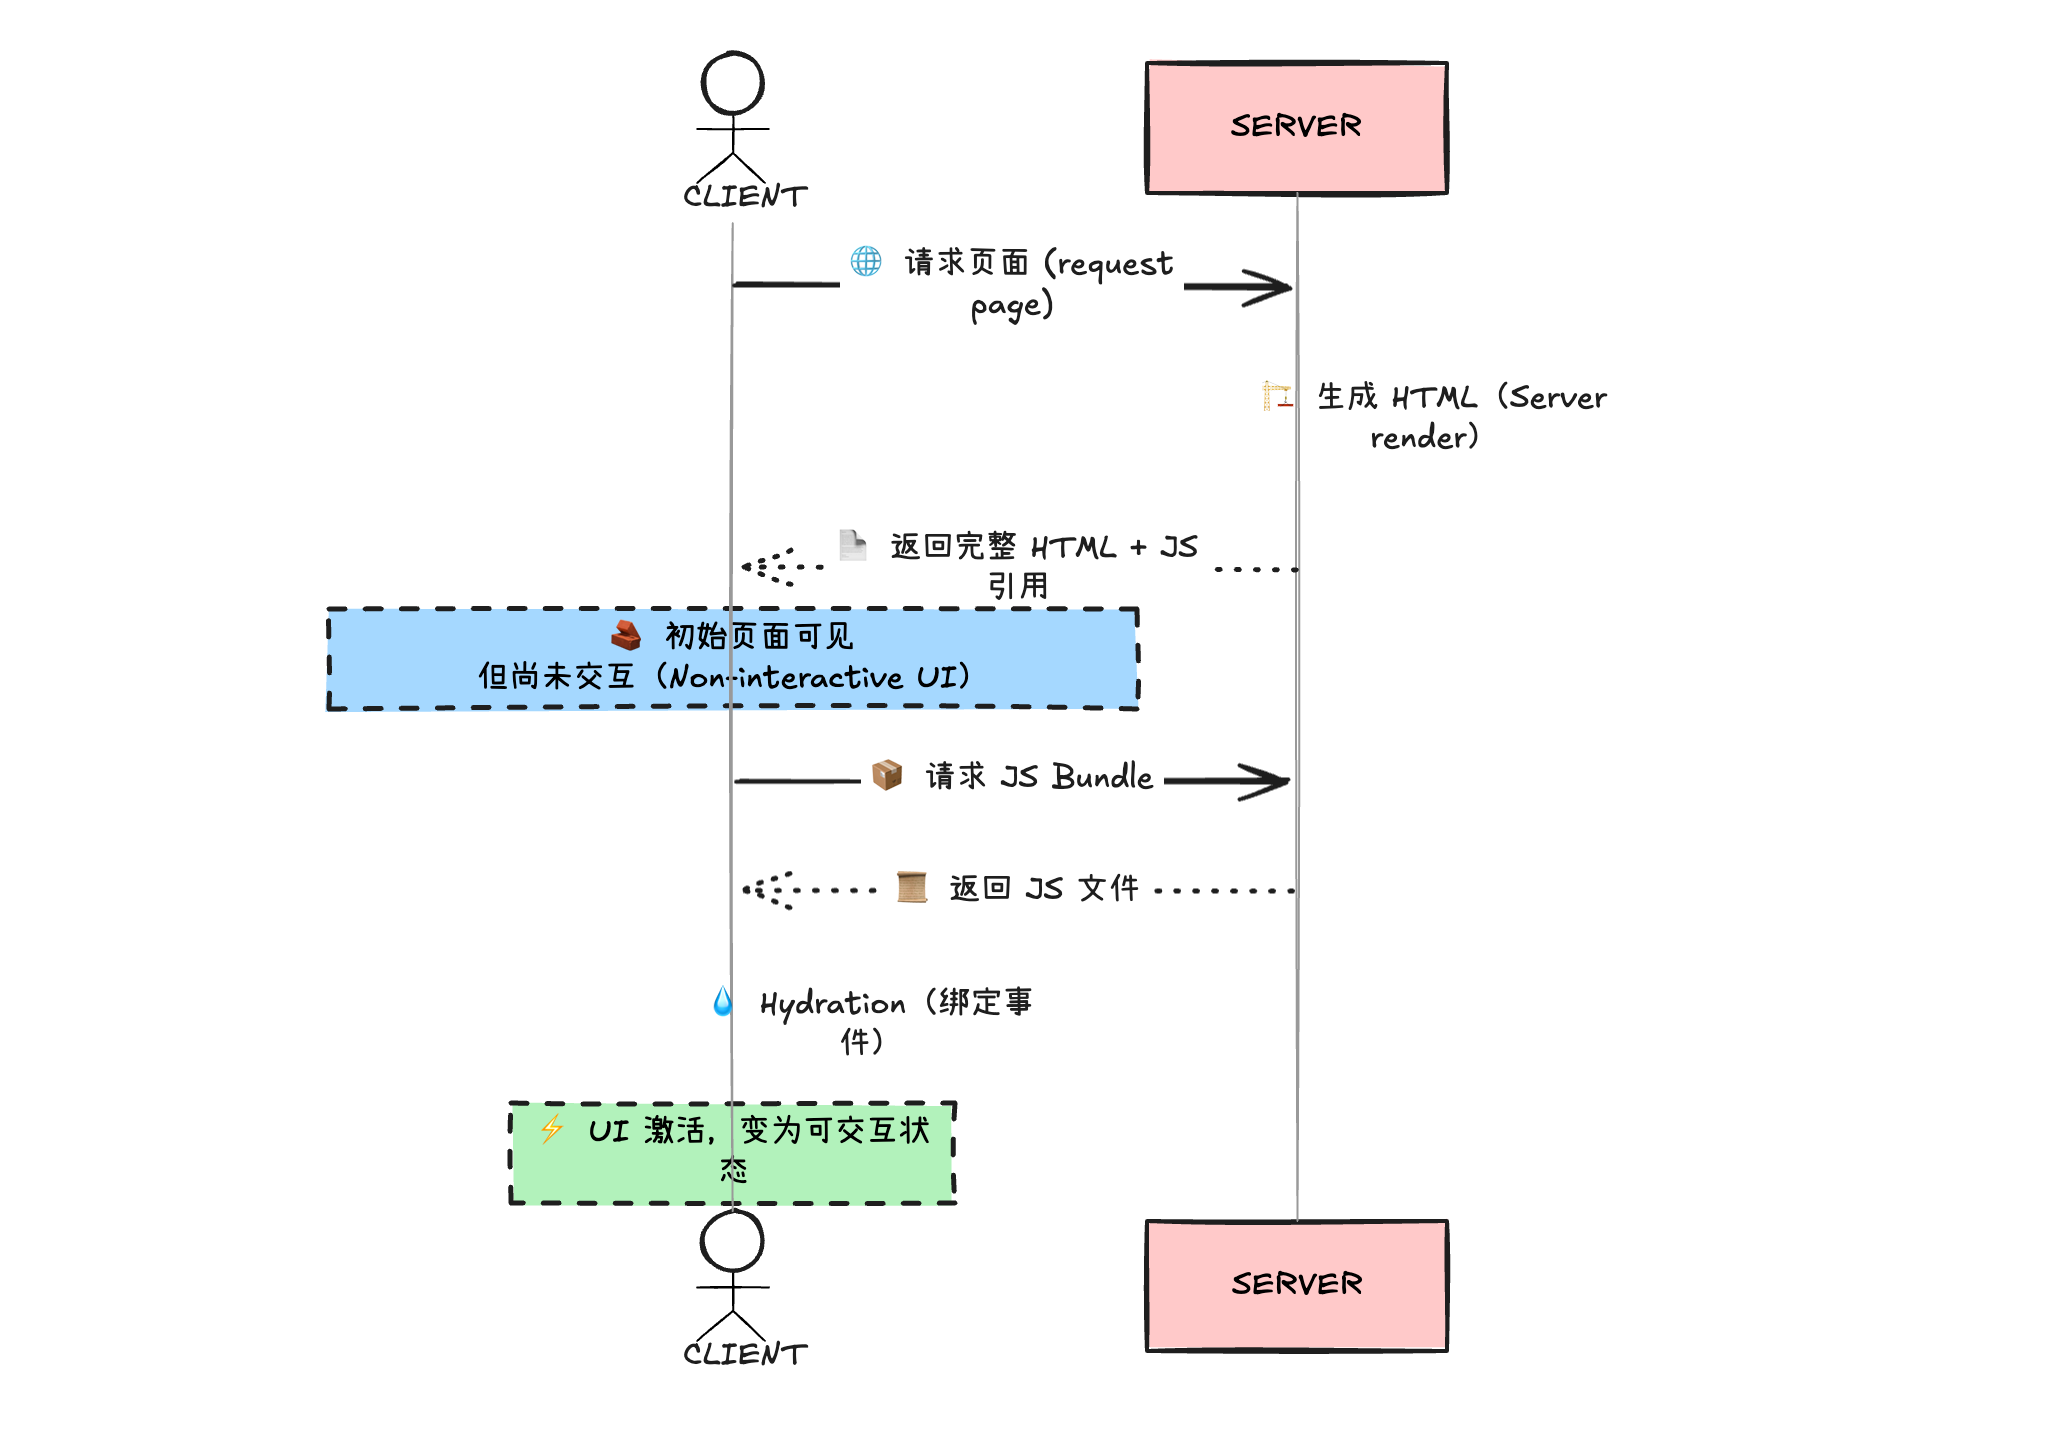 CLIENT
SERVER
🌐 请求页面 (request
page)
🏗️ 生成 HTML（Server
render）
📄 返回完整 HTML + JS
引用
🧱 初始页面可见
但尚未交互（Non-interactive UI）
📦 请求 JS Bundle
📜 返回 JS 文件
💧 Hydration（绑定事
件）
⚡ UI 激活，变为可交互状
态
CLIENT
SERVER